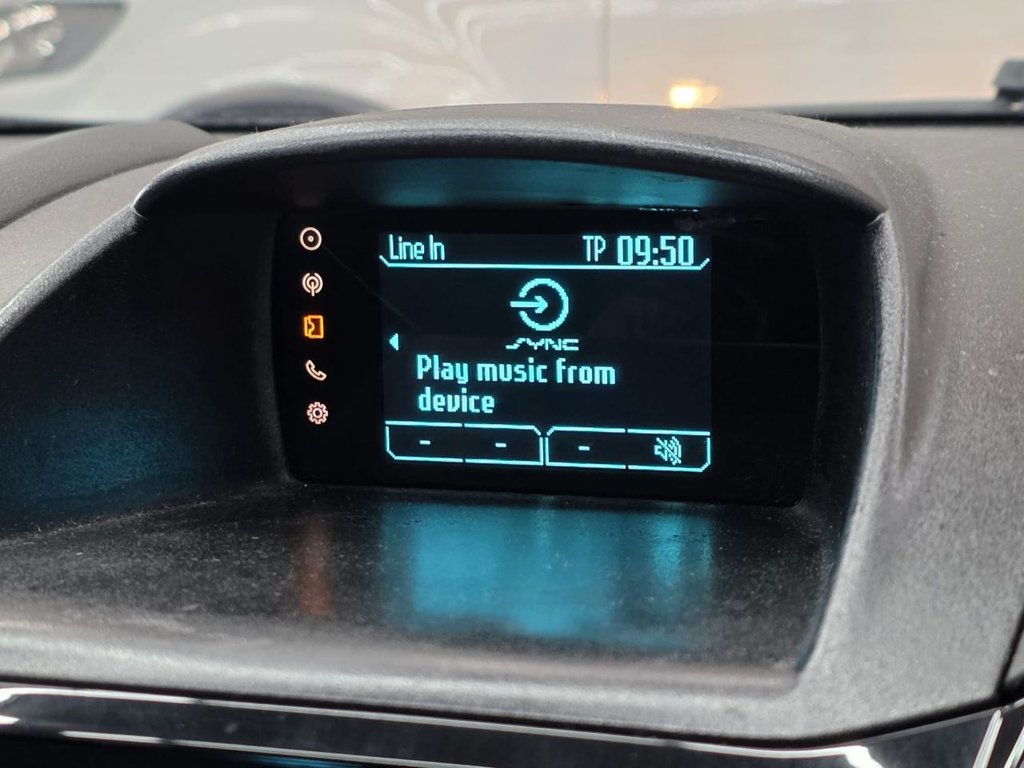 Line In
TP 09:50
SYNC
Play music from
device
- - -